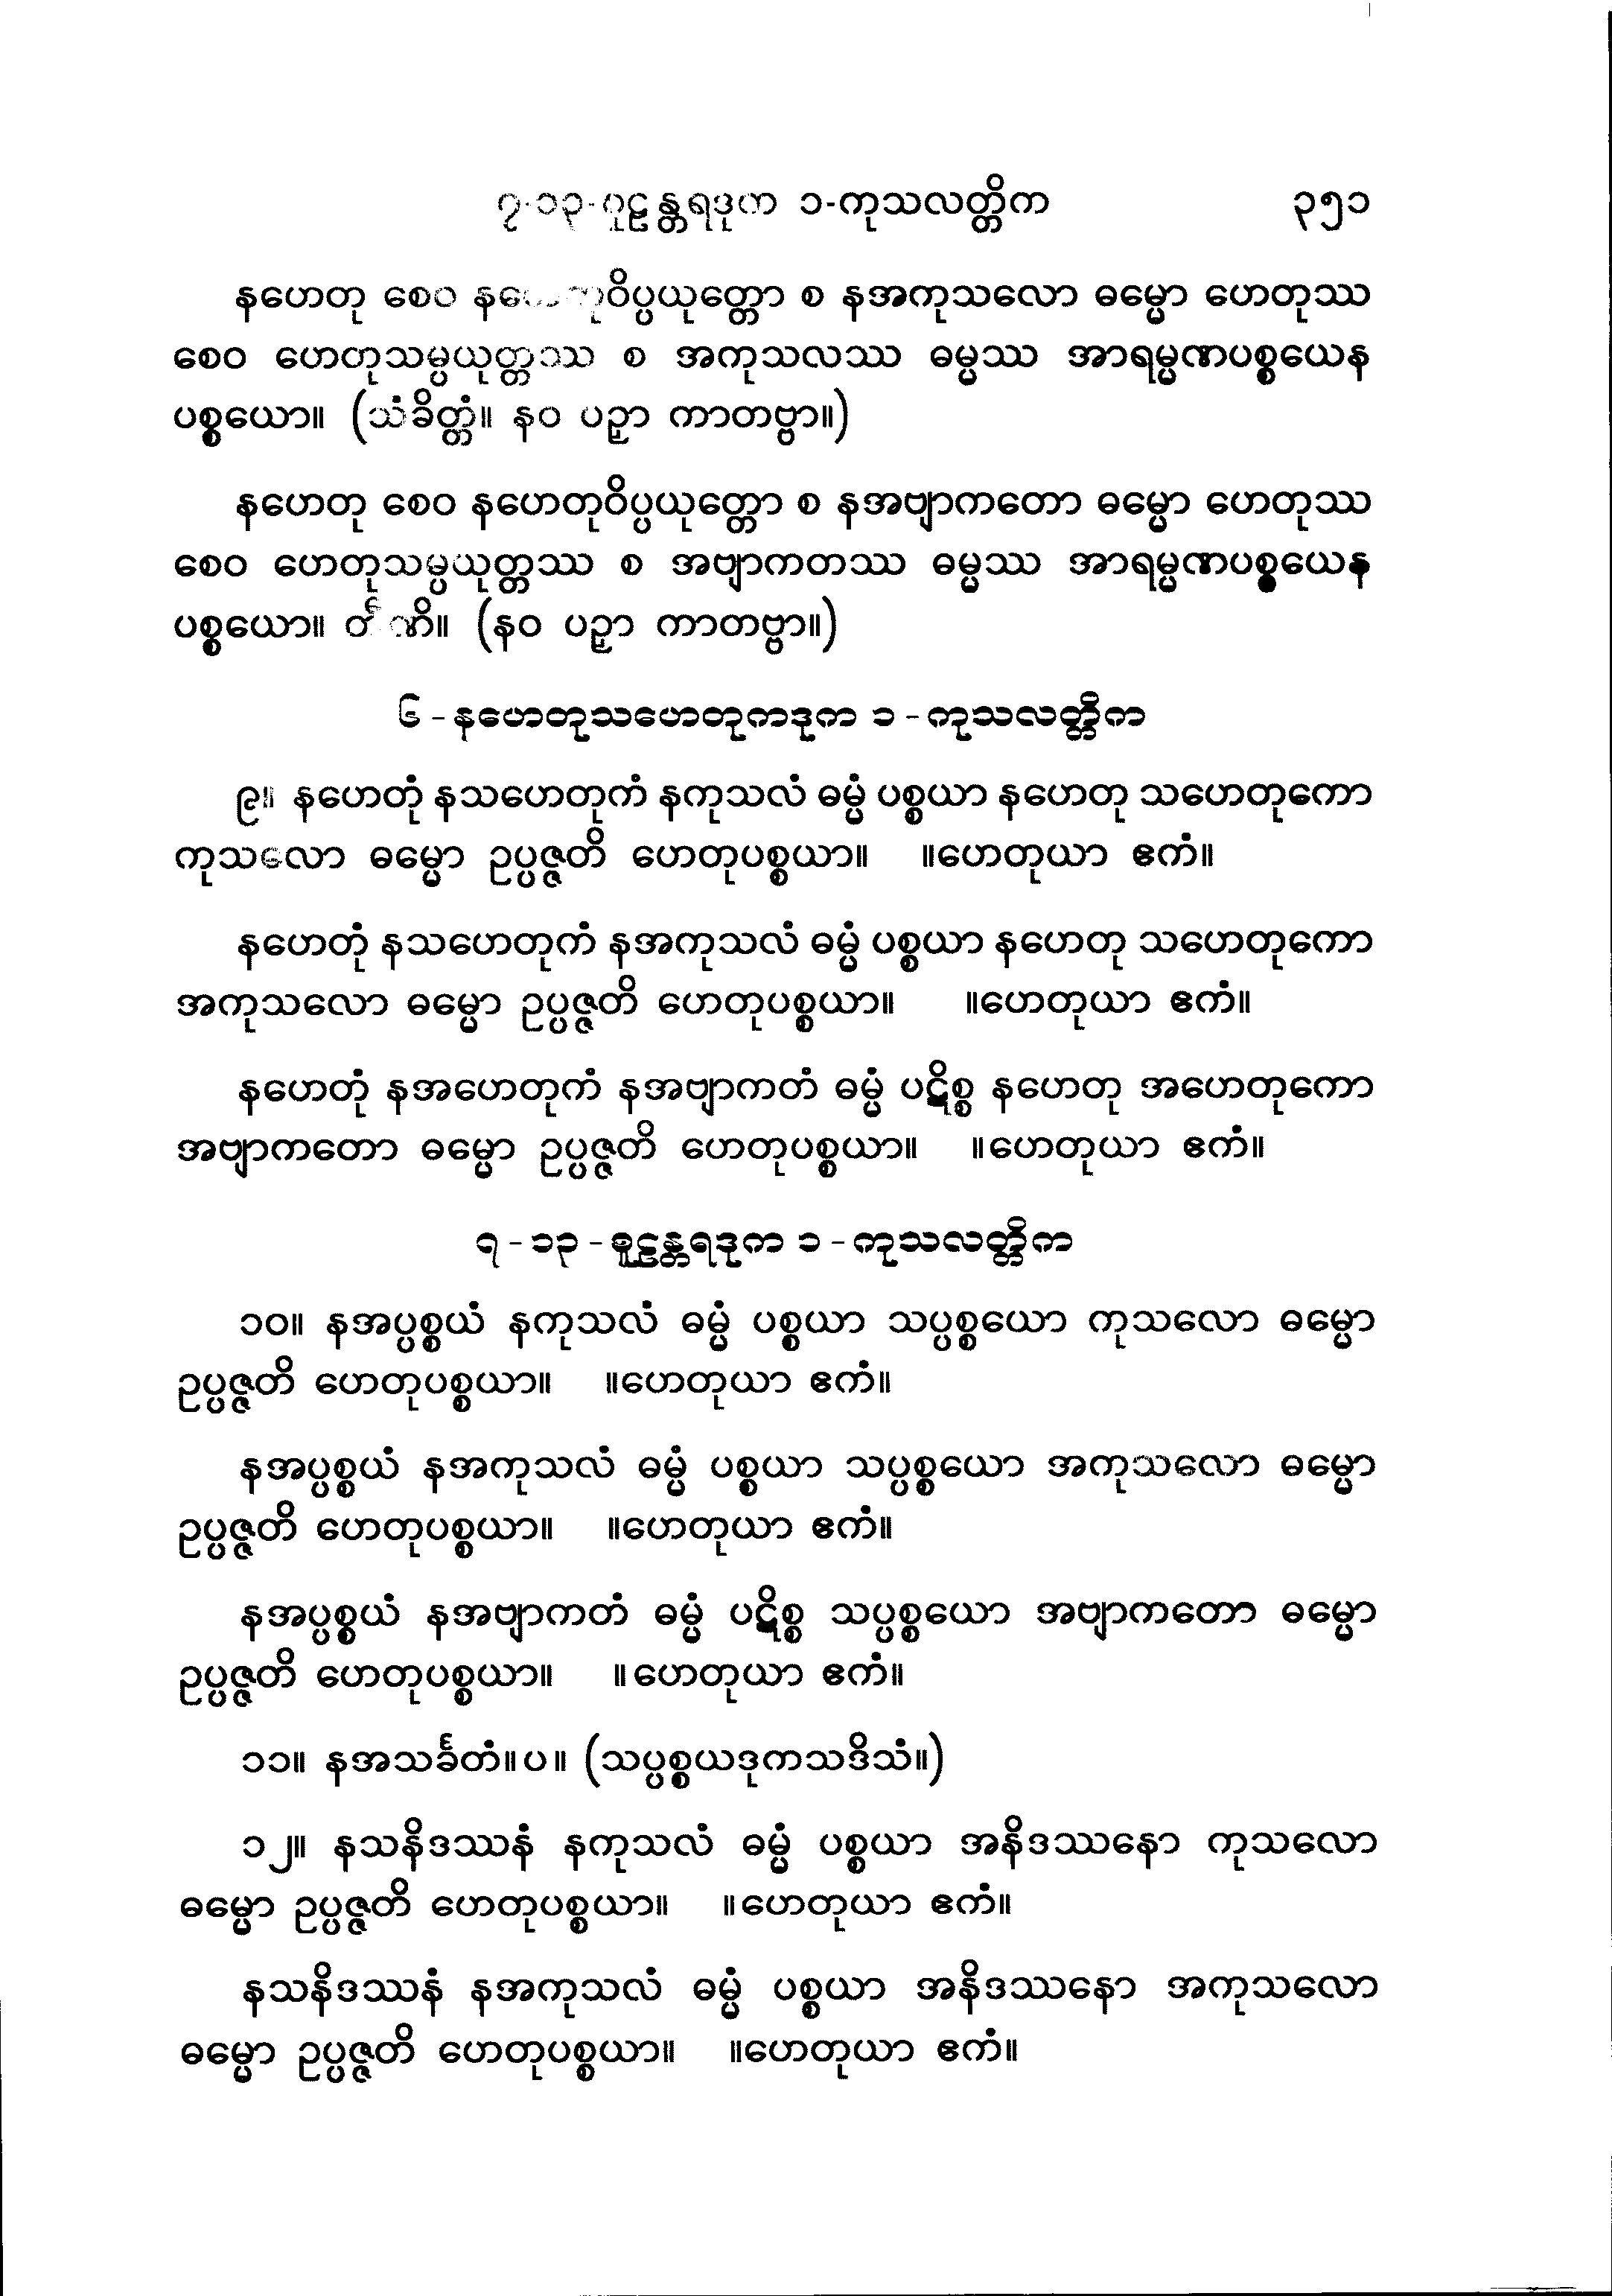 ၇-၁၃-စူဠန္တရဒုက ၁-ကုသလတ္တိက ၃၅၁
နဟေတု စေဝ နဟေတုဝိပ္ပယုတ္တော စ နအကုသလော ဓမ္မော ဟေတုဿ
စေဝ ဟေတုသမ္ပယုတ္တဿ စ အကုသလဿ ဓမ္မဿ အာရမ္မဏပစ္စယေန
ပစ္စယော။ (သံခိတ္တံ။ နဝ ပဉှာ ကာတဗ္ဗာ။)
နဟေတု စေဝ နဟေတုဝိပ္ပယုတ္တော စ နအဗျာကတော ဓမ္မော ဟေတုဿ
စေဝ ဟေတုသမ္ပယုတ္တဿ စ အဗျာကတဿ ဓမ္မဿ အာရမ္မဏပစ္စယေန
ပစ္စယော။ တီဏိ။ (နဝ ပဉှာ ကာတဗ္ဗာ။)
၆-နဟေတုသဟေတုကဒုက ၁-ကုသလတ္တိက
၉။ နဟေတုံ နသဟေတုကံ နကုသလံ ဓမ္မံ ပစ္စယာ နဟေတု သဟေတုကော
ကုသလော ဓမ္မော ဥပ္ပဇ္ဇတိ ဟေတုပစ္စယာ။ ။ဟေတုယာ ဧကံ။
နဟေတုံ နသဟေတုကံ နအကုသလံ ဓမ္မံ ပစ္စယာ နဟေတု သဟေတုကော
အကုသလော ဓမ္မော ဥပ္ပဇ္ဇတိ ဟေတုပစ္စယာ။ ။ဟေတုယာ ဧကံ။
နဟေတုံ နအဟေတုကံ နအဗျာကတံ ဓမ္မံ ပဋိစ္စ နဟေတု အဟေတုကော
အဗျာကတော ဓမ္မော ဥပ္ပဇ္ဇတိ ဟေတုပစ္စယာ။ ။ဟေတုယာ ဧကံ။
၇-၁၃-စူဠန္တရဒုက ၁-ကုသလတ္တိက
၁၀။ နအပ္ပစ္စယံ နကုသလံ ဓမ္မံ ပစ္စယာ သပ္ပစ္စယော ကုသလော ဓမ္မော
ဥပ္ပဇ္ဇတိ ဟေတုပစ္စယာ။ ။ဟေတုယာ ဧကံ။
နအပ္ပစ္စယံ နအကုသလံ ဓမ္မံ ပစ္စယာ သပ္ပစ္စယော အကုသလော ဓမ္မော
ဥပ္ပဇ္ဇတိ ဟေတုပစ္စယာ။ ။ဟေတုယာ ဧကံ။
နအပ္ပစ္စယံ နအဗျာကတံ ဓမ္မံ ပဋိစ္စ သပ္ပစ္စယော အဗျာကတော ဓမ္မော
ဥပ္ပဇ္ဇတိ ဟေတုပစ္စယာ။ ။ဟေတုယာ ဧကံ။
၁၁။ နအသင်္ခတံ။ပ။ (သပ္ပစ္စယဒုကသဒိသံ။)
၁၂။ နသနိဒဿနံ နကုသလံ ဓမ္မံ ပစ္စယာ အနိဒဿနော ကုသလော
ဓမ္မော ဥပ္ပဇ္ဇတိ ဟေတုပစ္စယာ။ ။ဟေတုယာ ဧကံ။
နသနိဒဿနံ နအကုသလံ ဓမ္မံ ပစ္စယာ အနိဒဿနော အကုသလော
ဓမ္မော ဥပ္ပဇ္ဇတိ ဟေတုပစ္စယာ။ ။ဟေတုယာ ဧကံ။